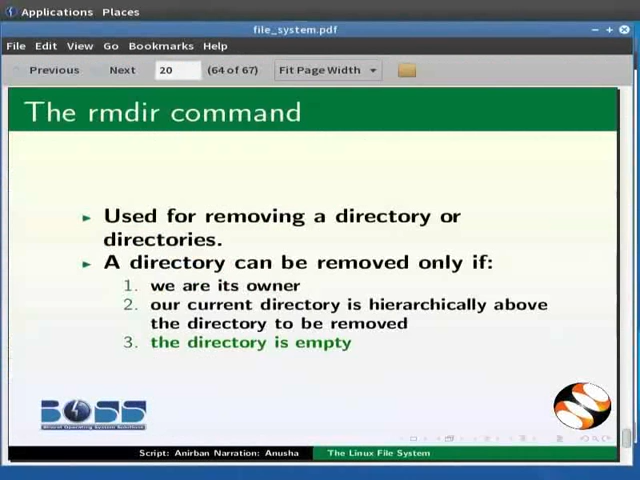 Applications Places
file_system.pdf
File Edit View Go Bookmarks Help
Previous Next 20 (64 of 67) Fit Page Width
The rmdir command
Used for removing a directory or
directories.
A directory can be removed only if:
1. we are its owner
2. our current directory is hierarchically above
the directory to be removed
3. the directory is empty
BOSS
Script: Anirban Narration: Anusha The Linux File System